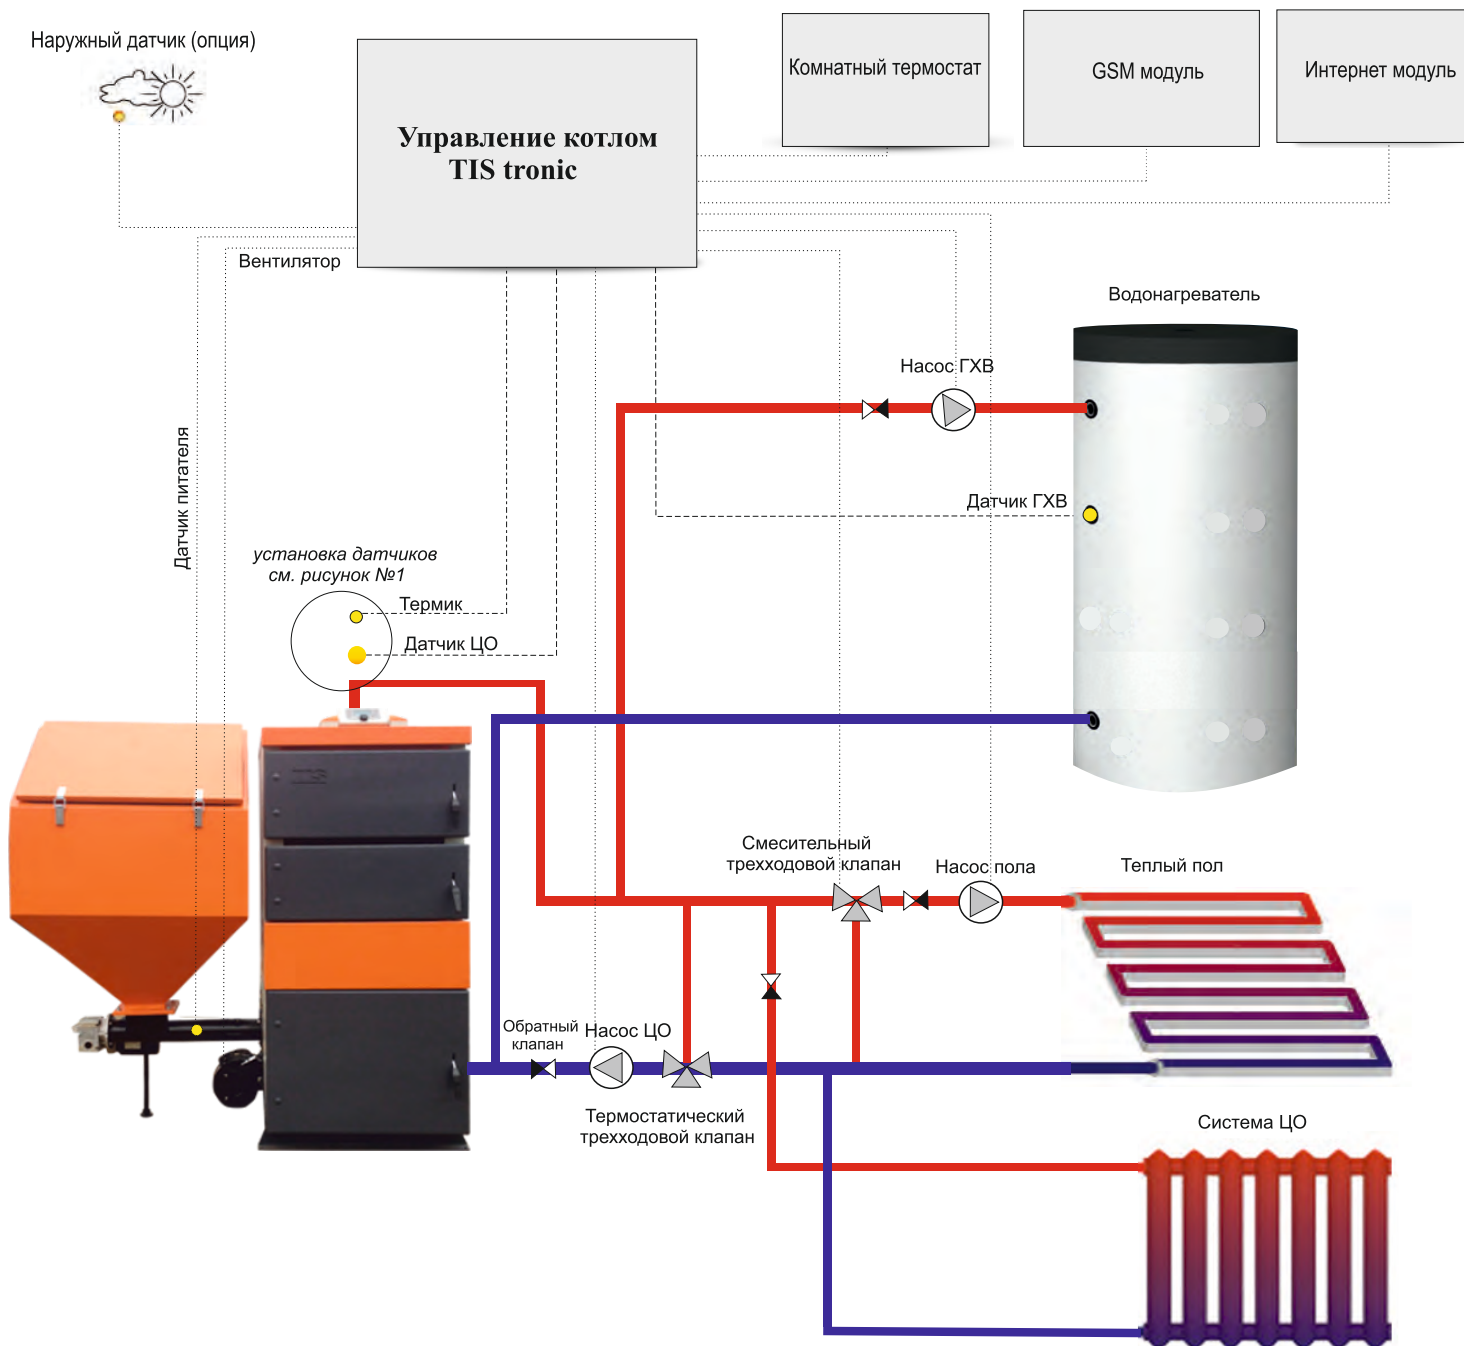 Наружный датчик (опция)
Управление котлом
TIS tronic
Комнатный термостат
GSM модуль
Интернет модуль
Вентилятор
Водонагреватель
Насос ГХВ
Датчик ГХВ
Датчик питателя
установка датчиков
см. рисунок №1
Термик
Датчик ЦО
Смесительный
трехходовой клапан
Насос пола
Теплый пол
Обратный
клапан
Насос ЦО
Термостатический
трехходовой клапан
Система ЦО